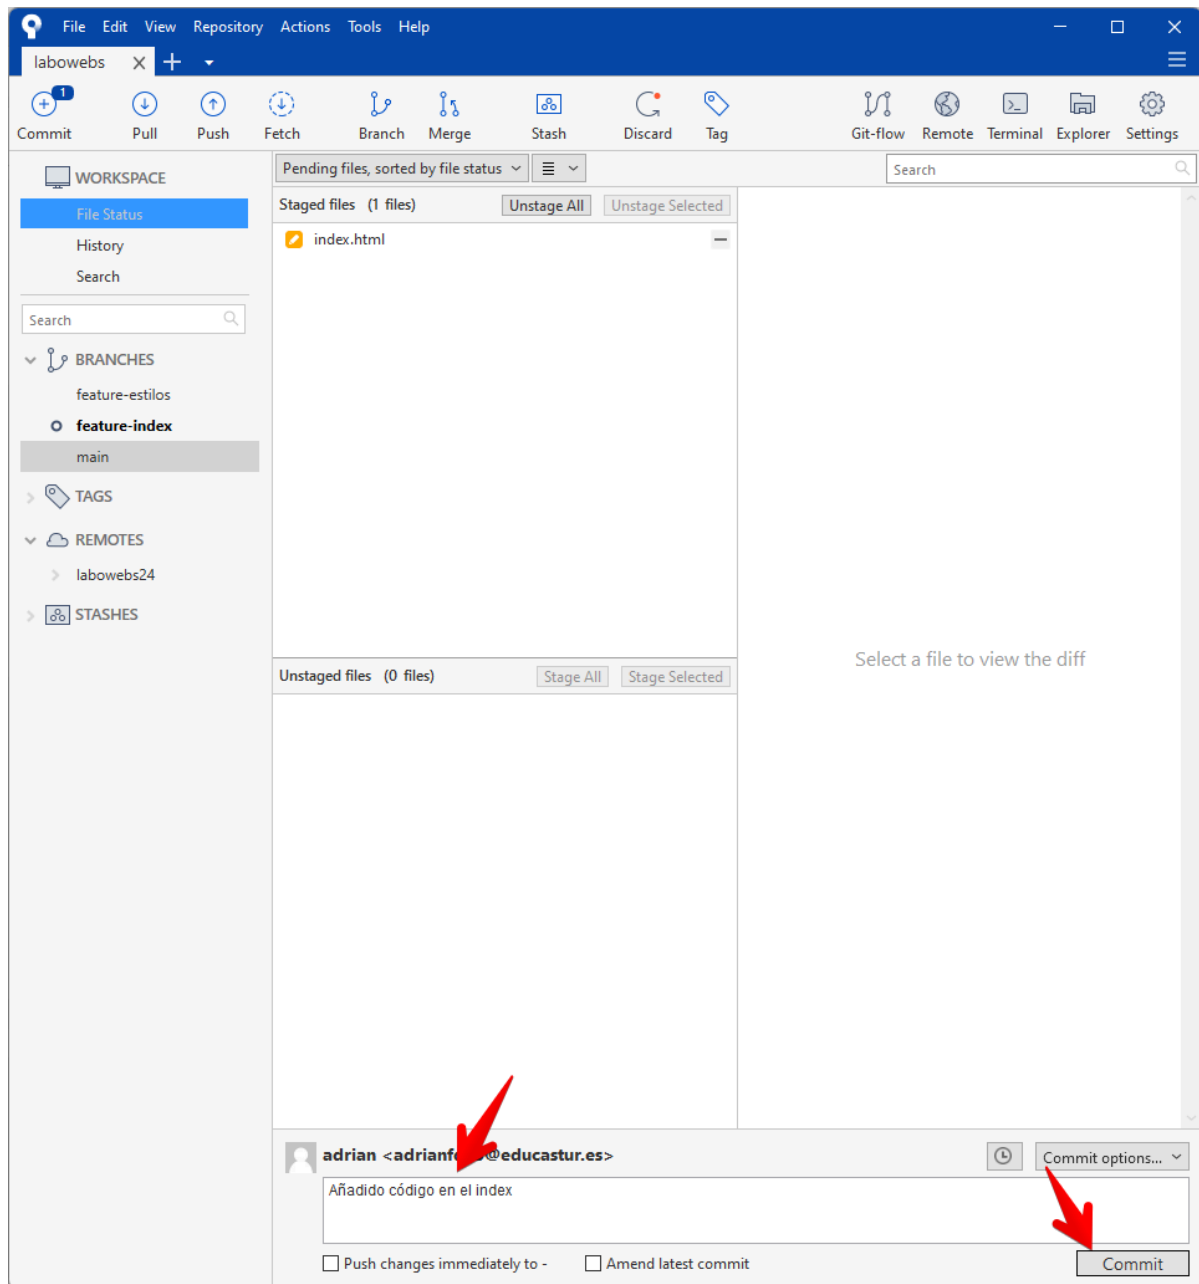 File Edit View Repository Actions Tools Help
labowebs
1
Commit Pull Push Fetch Branch Merge Stash Discard Tag Git-flow Remote Terminal Explorer Settings
WORKSPACE
File Status
History
Search
Search
BRANCHES
feature-estilos
feature-index
main
TAGS
REMOTES
labowebs24
STASHES
Pending files, sorted by file status
Search
Staged files (1 files) Unstage All Unstage Selected
index.html
Unstaged files (0 files) Stage All Stage Selected
Select a file to view the diff
adrian @educastur.es>
Commit options...
Añadido código en el index
Push changes immediately to - Amend latest commit
Commit